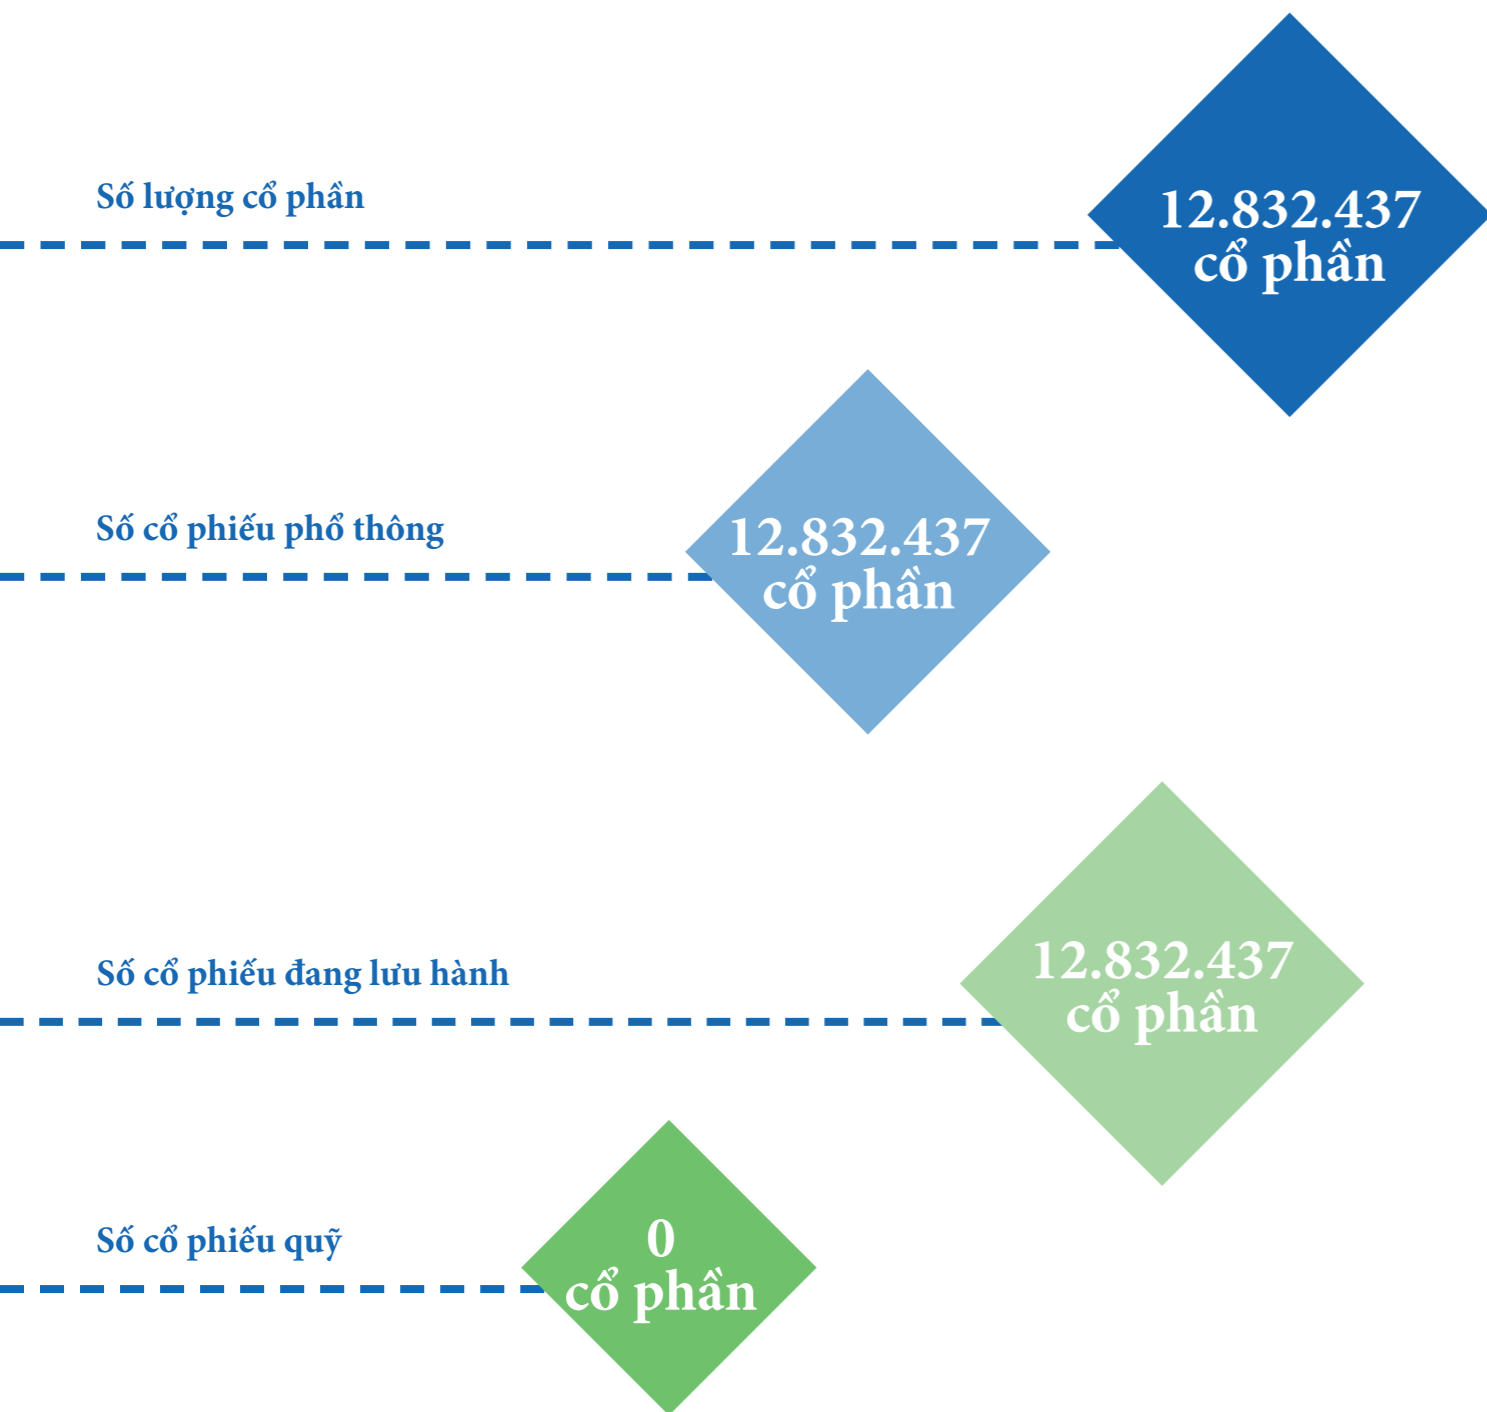 Số lượng cổ phần
12.832.437
cổ phần
Số cổ phiếu phổ thông
12.832.437
cổ phần
Số cổ phiếu đang lưu hành
12.832.437
cổ phần
Số cổ phiếu quỹ
0
cổ phần